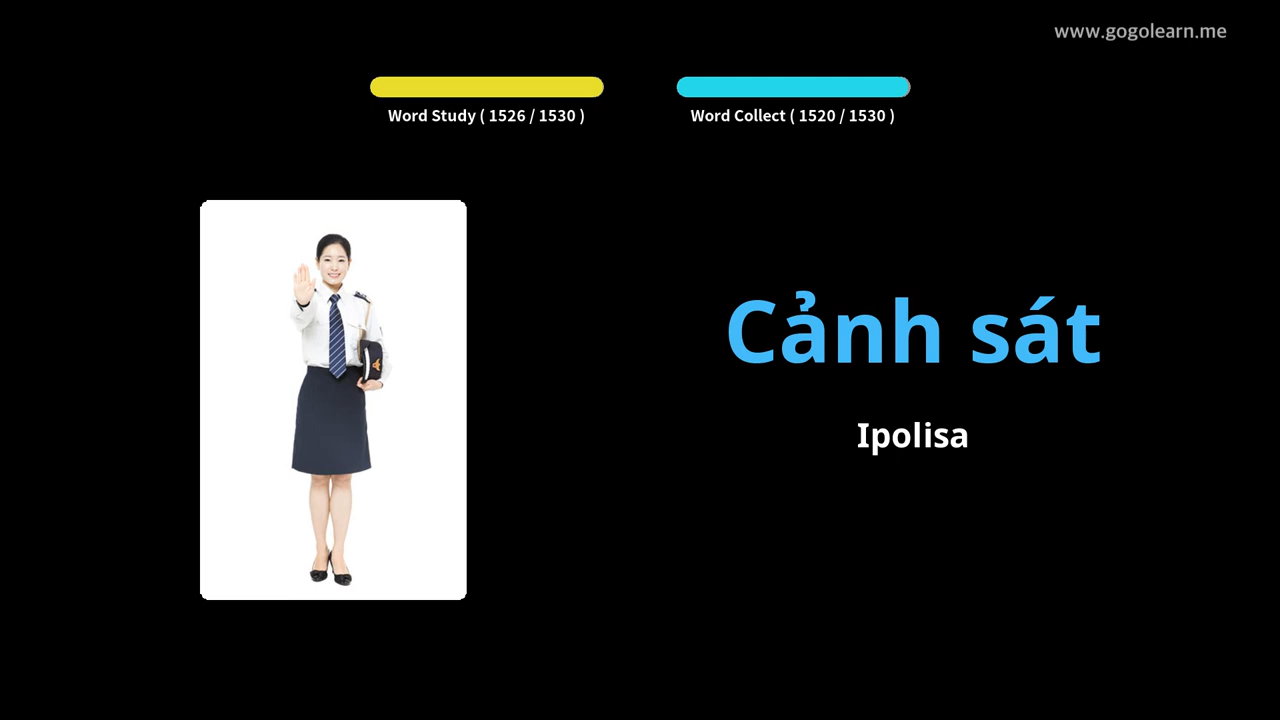 www.gogolearn.me
Word Study ( 1526 / 1530 )
Word Collect ( 1520 / 1530 )
Cảnh sát
Ipolisa